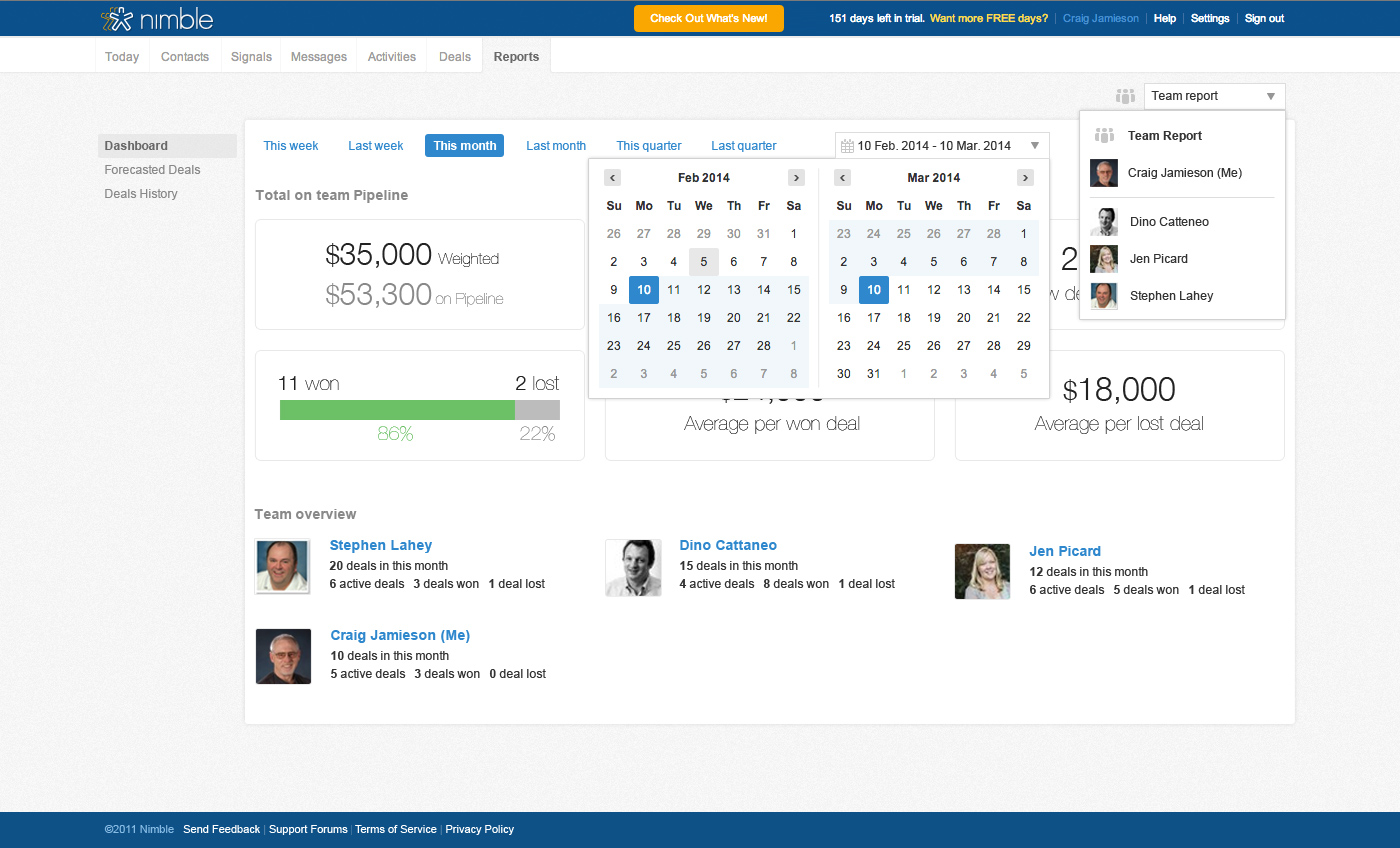 nimble
Check Out What's New!
151 days left in trial. Want more FREE days? | Craig Jamieson | Help | Settings | Sign out
Today Contacts Signals Messages Activities Deals Reports
Team report
Team Report
Craig Jamieson (Me)
Dino Catteneo
Jen Picard
Stephen Lahey
Dashboard
Forecasted Deals
Deals History
This week Last week This month Last month This quarter Last quarter
10 Feb. 2014 - 10 Mar. 2014
< Feb 2014 >
Su Mo Tu We Th Fr Sa
26 27 28 29 30 31 1
2 3 4 5 6 7 8
9 10 11 12 13 14 15
16 17 18 19 20 21 22
23 24 25 26 27 28 1
2 3 4 5 6 7 8
< Mar 2014 >
Su Mo Tu We Th Fr Sa
23 24 25 26 27 28 1
2 3 4 5 6 7 8
9 10 11 12 13 14 15
16 17 18 19 20 21 22
23 24 25 26 27 28 29
30 31 1 2 3 4 5
Total on team Pipeline
$35,000 Weighted
$53,300 on Pipeline
2
11 won 2 lost
86% 22%
Average per won deal
$18,000
Average per lost deal
Team overview
Stephen Lahey
20 deals in this month
6 active deals 3 deals won 1 deal lost
Dino Cattaneo
15 deals in this month
4 active deals 8 deals won 1 deal lost
Jen Picard
12 deals in this month
6 active deals 5 deals won 1 deal lost
Craig Jamieson (Me)
10 deals in this month
5 active deals 3 deals won 0 deal lost
©2011 Nimble Send Feedback | Support Forums | Terms of Service | Privacy Policy